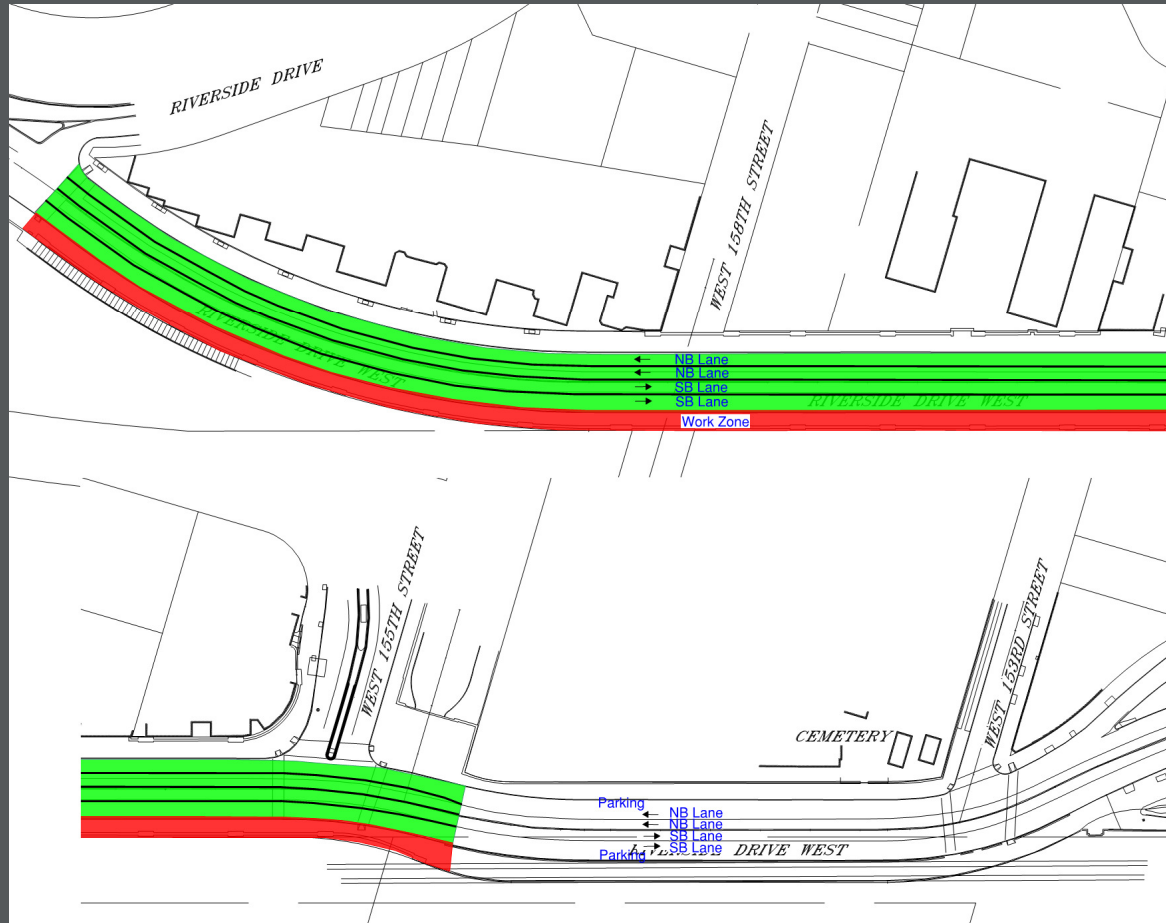 RIVERSIDE DRIVE
WEST 158TH STREET
RIVERSIDE DRIVE WEST
NB Lane
NB Lane
SB Lane
SB Lane
RIVERSIDE DRIVE WEST
Work Zone
WEST 155TH STREET
WEST 153RD STREET
CEMETERY
Parking
NB Lane
NB Lane
SB Lane
SB Lane
RIVERSIDE DRIVE WEST
Parking